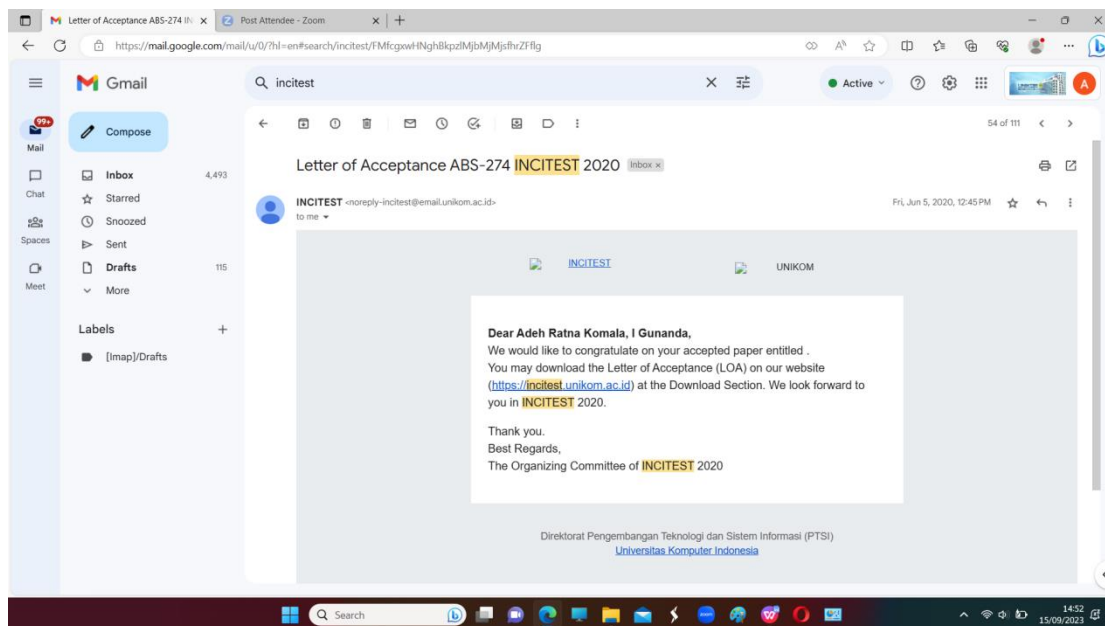 Letter of Acceptance ABS-274 IN
Post Attendee - Zoom
https://mail.google.com/mail/u/0/?hl=en#search/incitest/FMfcgxwHNghBkpzlMjbMjMjsfhrZFflg
Gmail
incitest
Active
A
99+
Mail
Chat
Spaces
Meet
Compose
Inbox 4,493
Starred
Snoozed
Sent
Drafts 115
More
Labels
[Imap]/Drafts
54 of 111
Letter of Acceptance ABS-274 INCITEST 2020 Inbox x
INCITEST <noreply-incitest@email.unikom.ac.id> Fri, Jun 5, 2020, 12:45 PM
to me
INCITEST UNIKOM
Dear Adeh Ratna Komala, I Gunanda,
We would like to congratulate on your accepted paper entitled .
You may download the Letter of Acceptance (LOA) on our website
(https://incitest.unikom.ac.id) at the Download Section. We look forward to
you in INCITEST 2020.
Thank you.
Best Regards,
The Organizing Committee of INCITEST 2020
Direktorat Pengembangan Teknologi dan Sistem Informasi (PTSI)
Universitas Komputer Indonesia
Search
14:52
15/09/2023